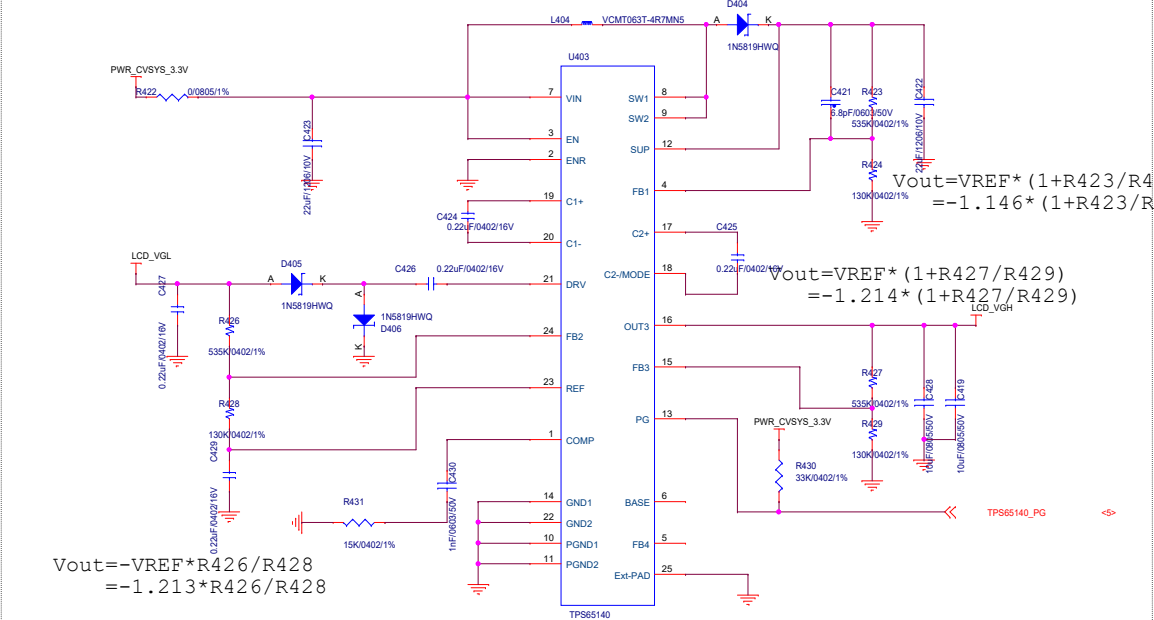 D404
L404
VCMT063T-4R7MN5
A
K
1N5819HWQ
U403
PWR_CVSYS_3.3V
R422
0/0805/1%
7
VIN
SW1
8
SW2
9
3
EN
2
ENR
SUP
12
C423
22uF/1206/10V
C421
6.8pF/0603/50V
R423
535K/0402/1%
C422
22uF/1206/10V
R424
130K/0402/1%
FB1
4
Vout=VREF*(1+R423/R4
=-1.146*(1+R423/R
19
C1+
C424
0.22uF/0402/16V
20
C1-
C2+
17
C425
0.22uF/0402/16V
C2-/MODE
18
Vout=VREF*(1+R427/R429)
=-1.214*(1+R427/R429)
LCD_VGH
LCD_VGL
D405
A
K
1N5819HWQ
C426
0.22uF/0402/16V
21
DRV
C427
0.22uF/0402/16V
A
1N5819HWQ
D406
K
R426
535K/0402/1%
24
FB2
OUT3
16
FB3
15
23
REF
R428
130K/0402/1%
R427
535K/0402/1%
C428
10uF/0805/50V
C419
10uF/0805/50V
R429
130K/0402/1%
PG
13
PWR_CVSYS_3.3V
R430
33K/0402/1%
1
COMP
C429
0.22uF/0402/16V
C430
1nF/0603/50V
R431
15K/0402/1%
14
GND1
22
GND2
10
PGND1
11
PGND2
BASE
6
FB4
5
Ext-PAD
25
TPS65140_PG
<5>
Vout=-VREF*R426/R428
=-1.213*R426/R428
TPS65140